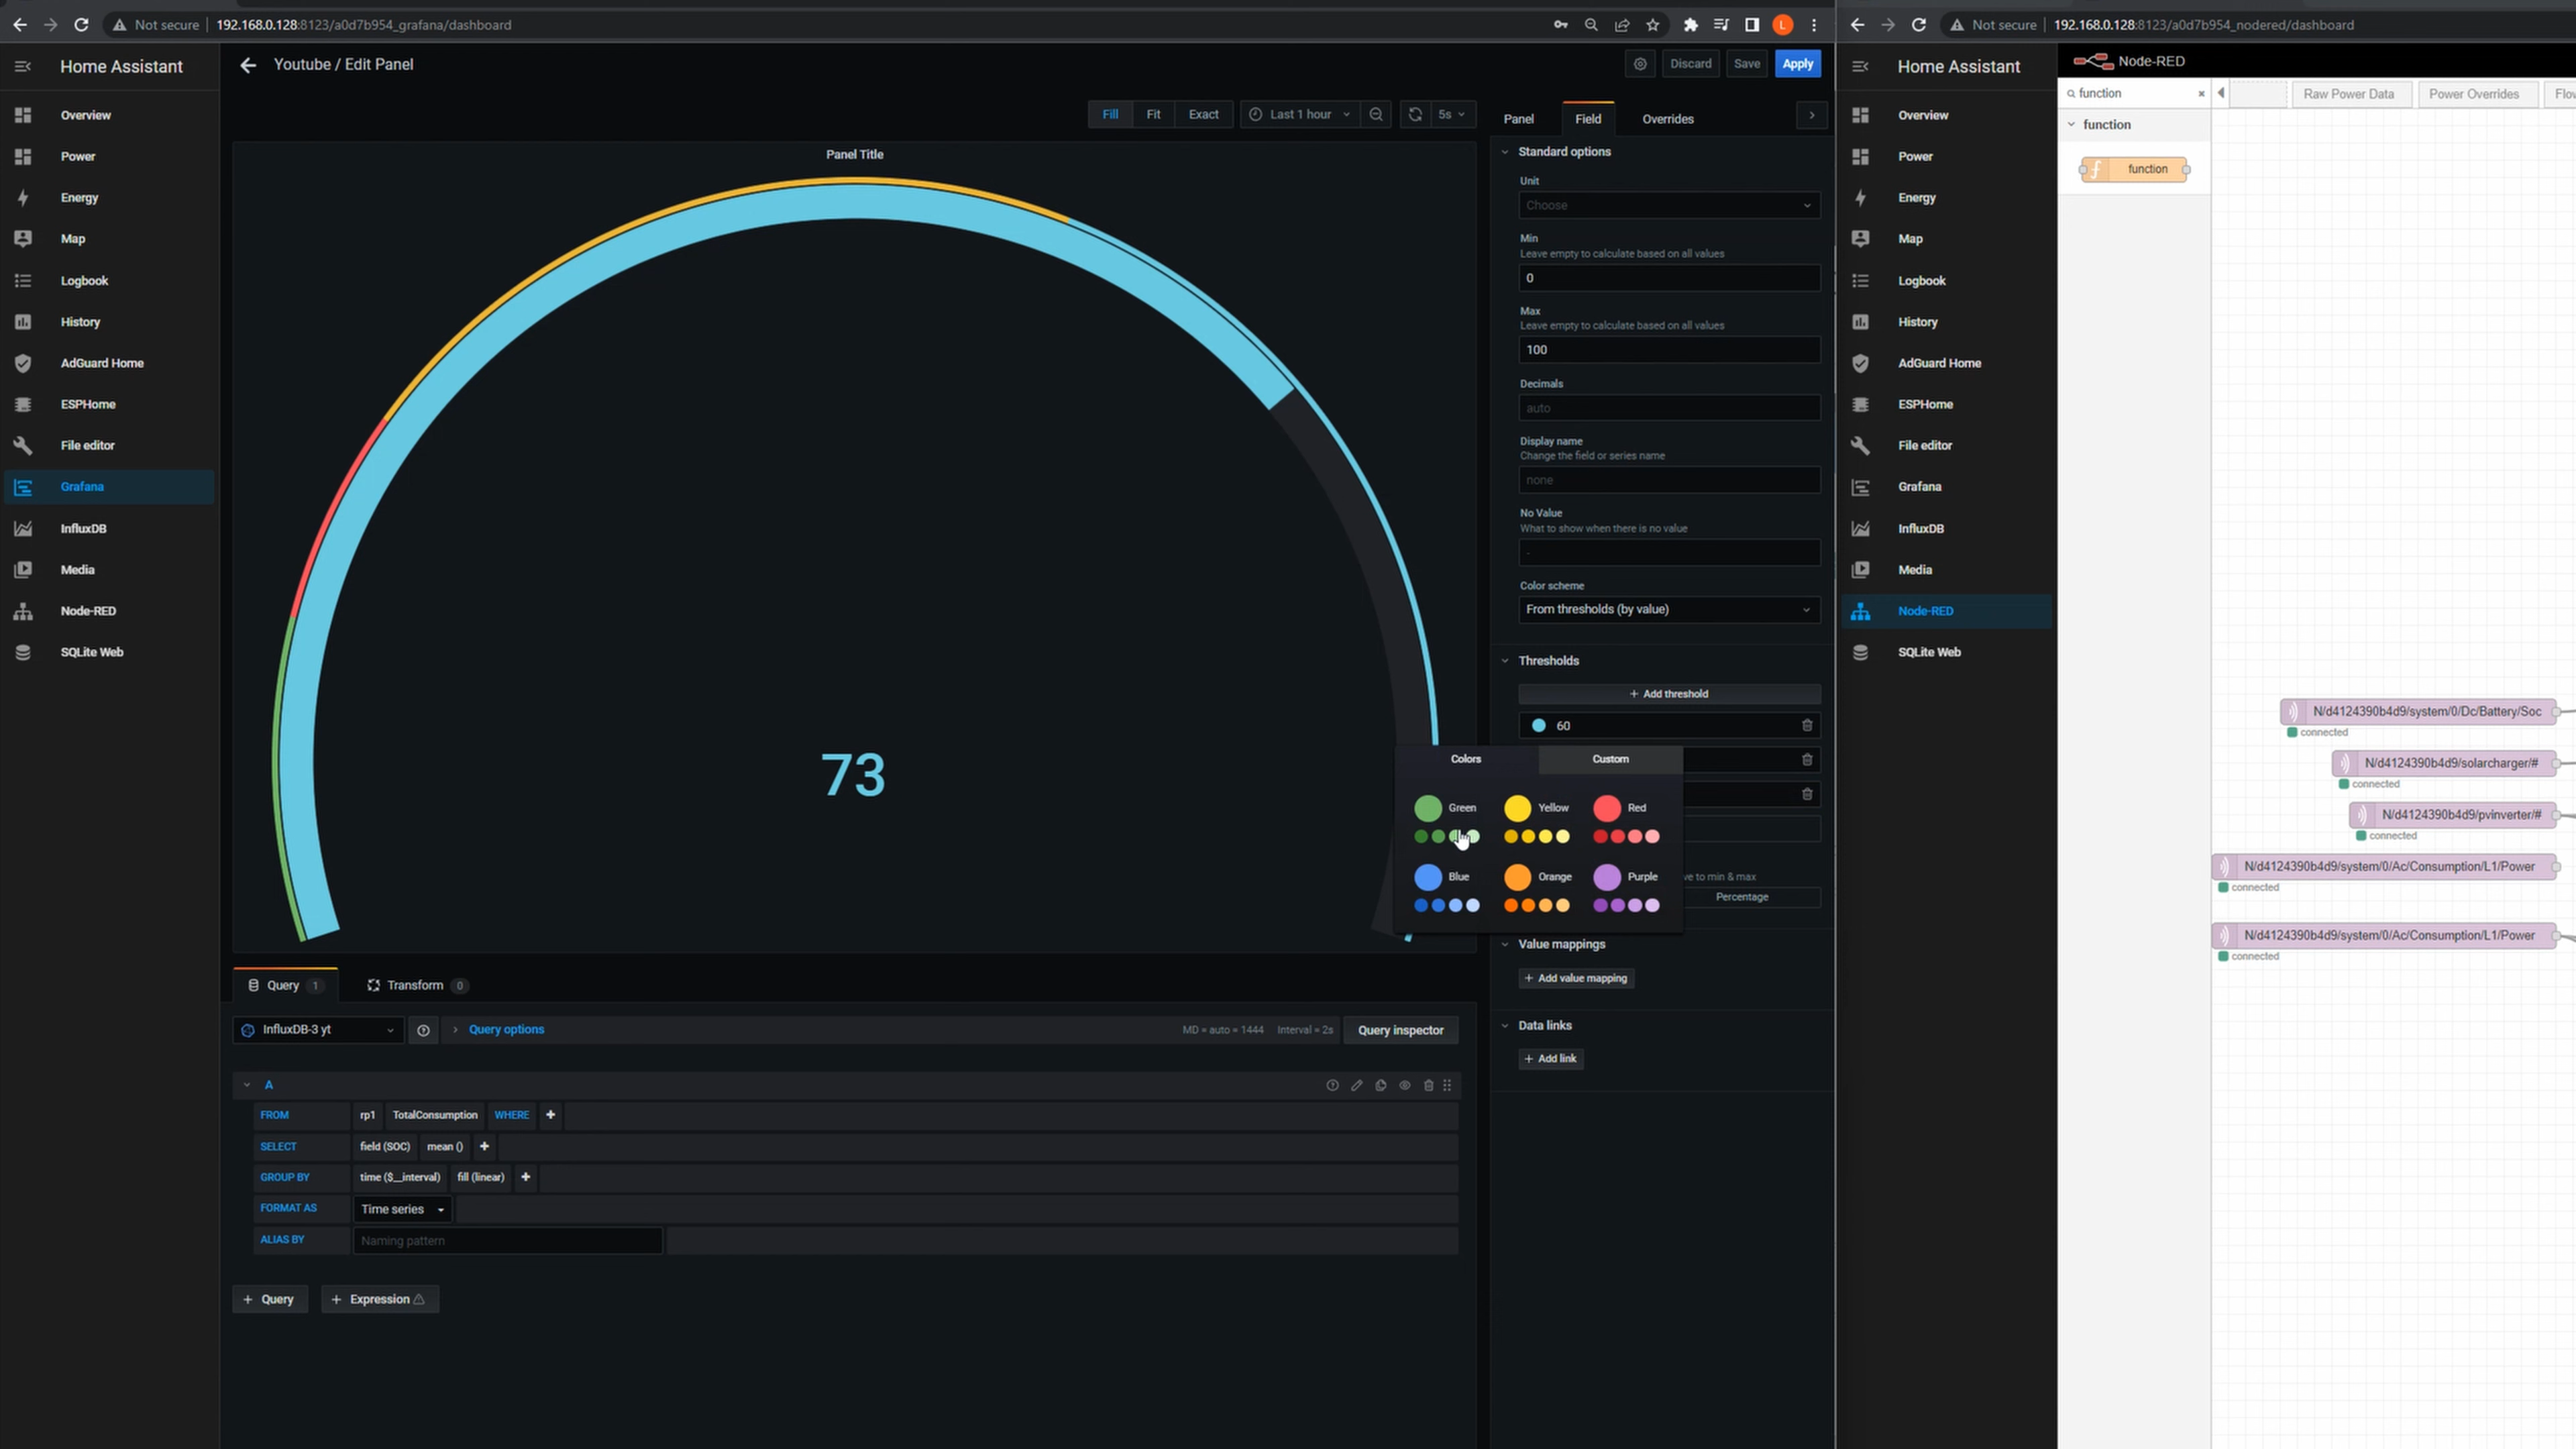 Not secure
192.168.0.128:8123/a0d7b954_grafana/dashboard
L
Home Assistant
Overview
Power
Energy
Map
Logbook
History
AdGuard Home
ESPHome
File editor
Grafana
InfluxDB
Media
Node-RED
SQLite Web
Youtube / Edit Panel
Discard
Save
Apply
Fill
Fit
Exact
Last 1 hour
5s
Panel Title
73
Panel
Field
Overrides
Standard options
Unit
Choose
Min
Leave empty to calculate based on all values
0
Max
Leave empty to calculate based on all values
100
Decimals
auto
Display name
Change the field or series name
none
No Value
What to show when there is no value
-
Color scheme
From thresholds (by value)
Thresholds
+ Add threshold
60
Colors
Custom
Green
Yellow
Red
Blue
Orange
Purple
ve to min & max
Percentage
Value mappings
+ Add value mapping
Data links
+ Add link
Query 1
Transform 0
InfluxDB-3 yt
> Query options
MD = auto = 1444
Interval = 2s
Query inspector
A
FROM rp1 TotalConsumption WHERE +
SELECT field (SOC) mean () +
GROUP BY time ($__interval) fill (linear) +
FORMAT AS Time series
ALIAS BY Naming pattern
+ Query
+ Expression
Not secure
192.168.0.128:8123/a0d7b954_nodered/dashboard
Home Assistant
Overview
Power
Energy
Map
Logbook
History
AdGuard Home
ESPHome
File editor
Grafana
InfluxDB
Media
Node-RED
SQLite Web
Node-RED
function
Raw Power Data
Power Overrides
Flo
function
function
N/d4124390b4d9/system/0/Dc/Battery/Soc
connected
N/d4124390b4d9/solarcharger/#
connected
N/d4124390b4d9/pvinverter/#
connected
N/d4124390b4d9/system/0/Ac/Consumption/L1/Power
connected
N/d4124390b4d9/system/0/Ac/Consumption/L1/Power
connected